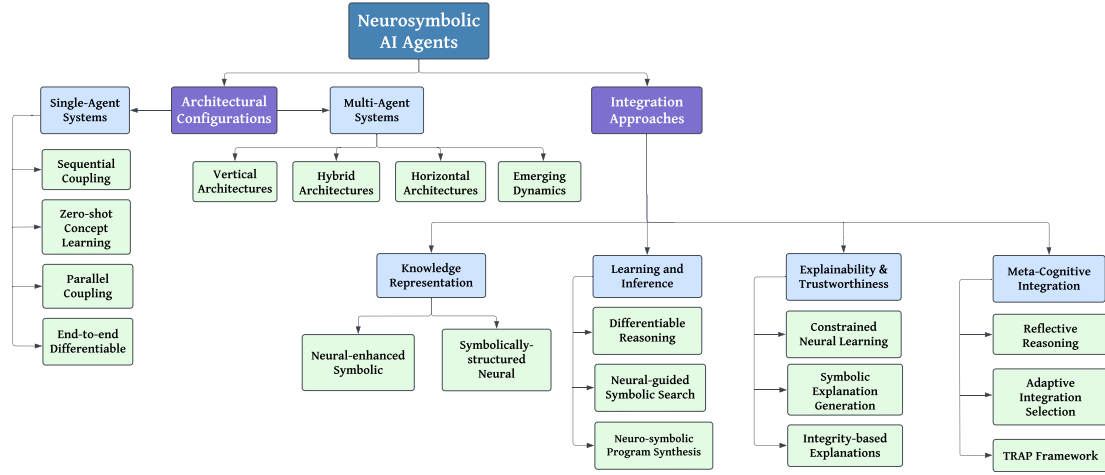 Neurosymbolic
AI Agents
Single-Agent
Systems
Architectural
Configurations
Multi-Agent
Systems
Integration
Approaches
Sequential
Coupling
Zero-shot
Concept
Learning
Parallel
Coupling
End-to-end
Differentiable
Vertical
Architectures
Hybrid
Architectures
Horizontal
Architectures
Emerging
Dynamics
Knowledge
Representation
Neural-enhanced
Symbolic
Symbolically-
structured
Neural
Learning and
Inference
Differentiable
Reasoning
Neural-guided
Symbolic Search
Neuro-symbolic
Program Synthesis
Explainability &
Trustworthiness
Constrained
Neural Learning
Symbolic
Explanation
Generation
Integrity-based
Explanations
Meta-Cognitive
Integration
Reflective
Reasoning
Adaptive
Integration
Selection
TRAP Framework